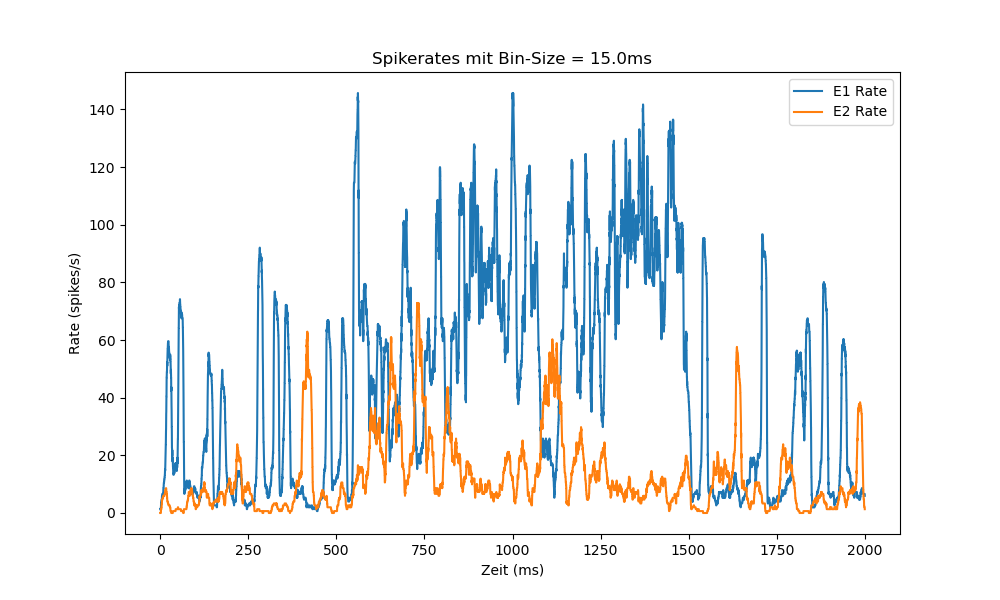 Spikerates mit Bin-Size = 15.0ms
E1 Rate
E2 Rate
140
120
100
80
60
40
20
0
Rate (spikes/s)
0 250 500 750 1000 1250 1500 1750 2000
Zeit (ms)